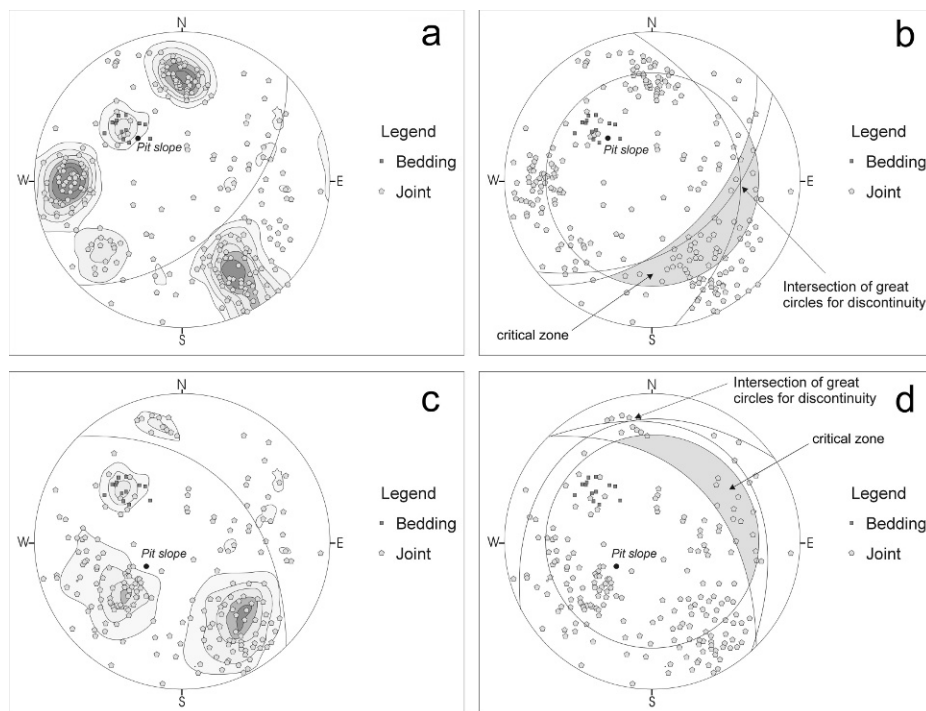 a
N
W
E
S
Pit slope
Legend
Bedding
Joint
b
N
W
E
S
Pit slope
Legend
Bedding
Joint
Intersection of great
circles for discontinuity
critical zone
c
N
W
E
S
Pit slope
Legend
Bedding
Joint
d
N
W
E
S
Intersection of great
circles for discontinuity
critical zone
Pit slope
Legend
Bedding
Joint